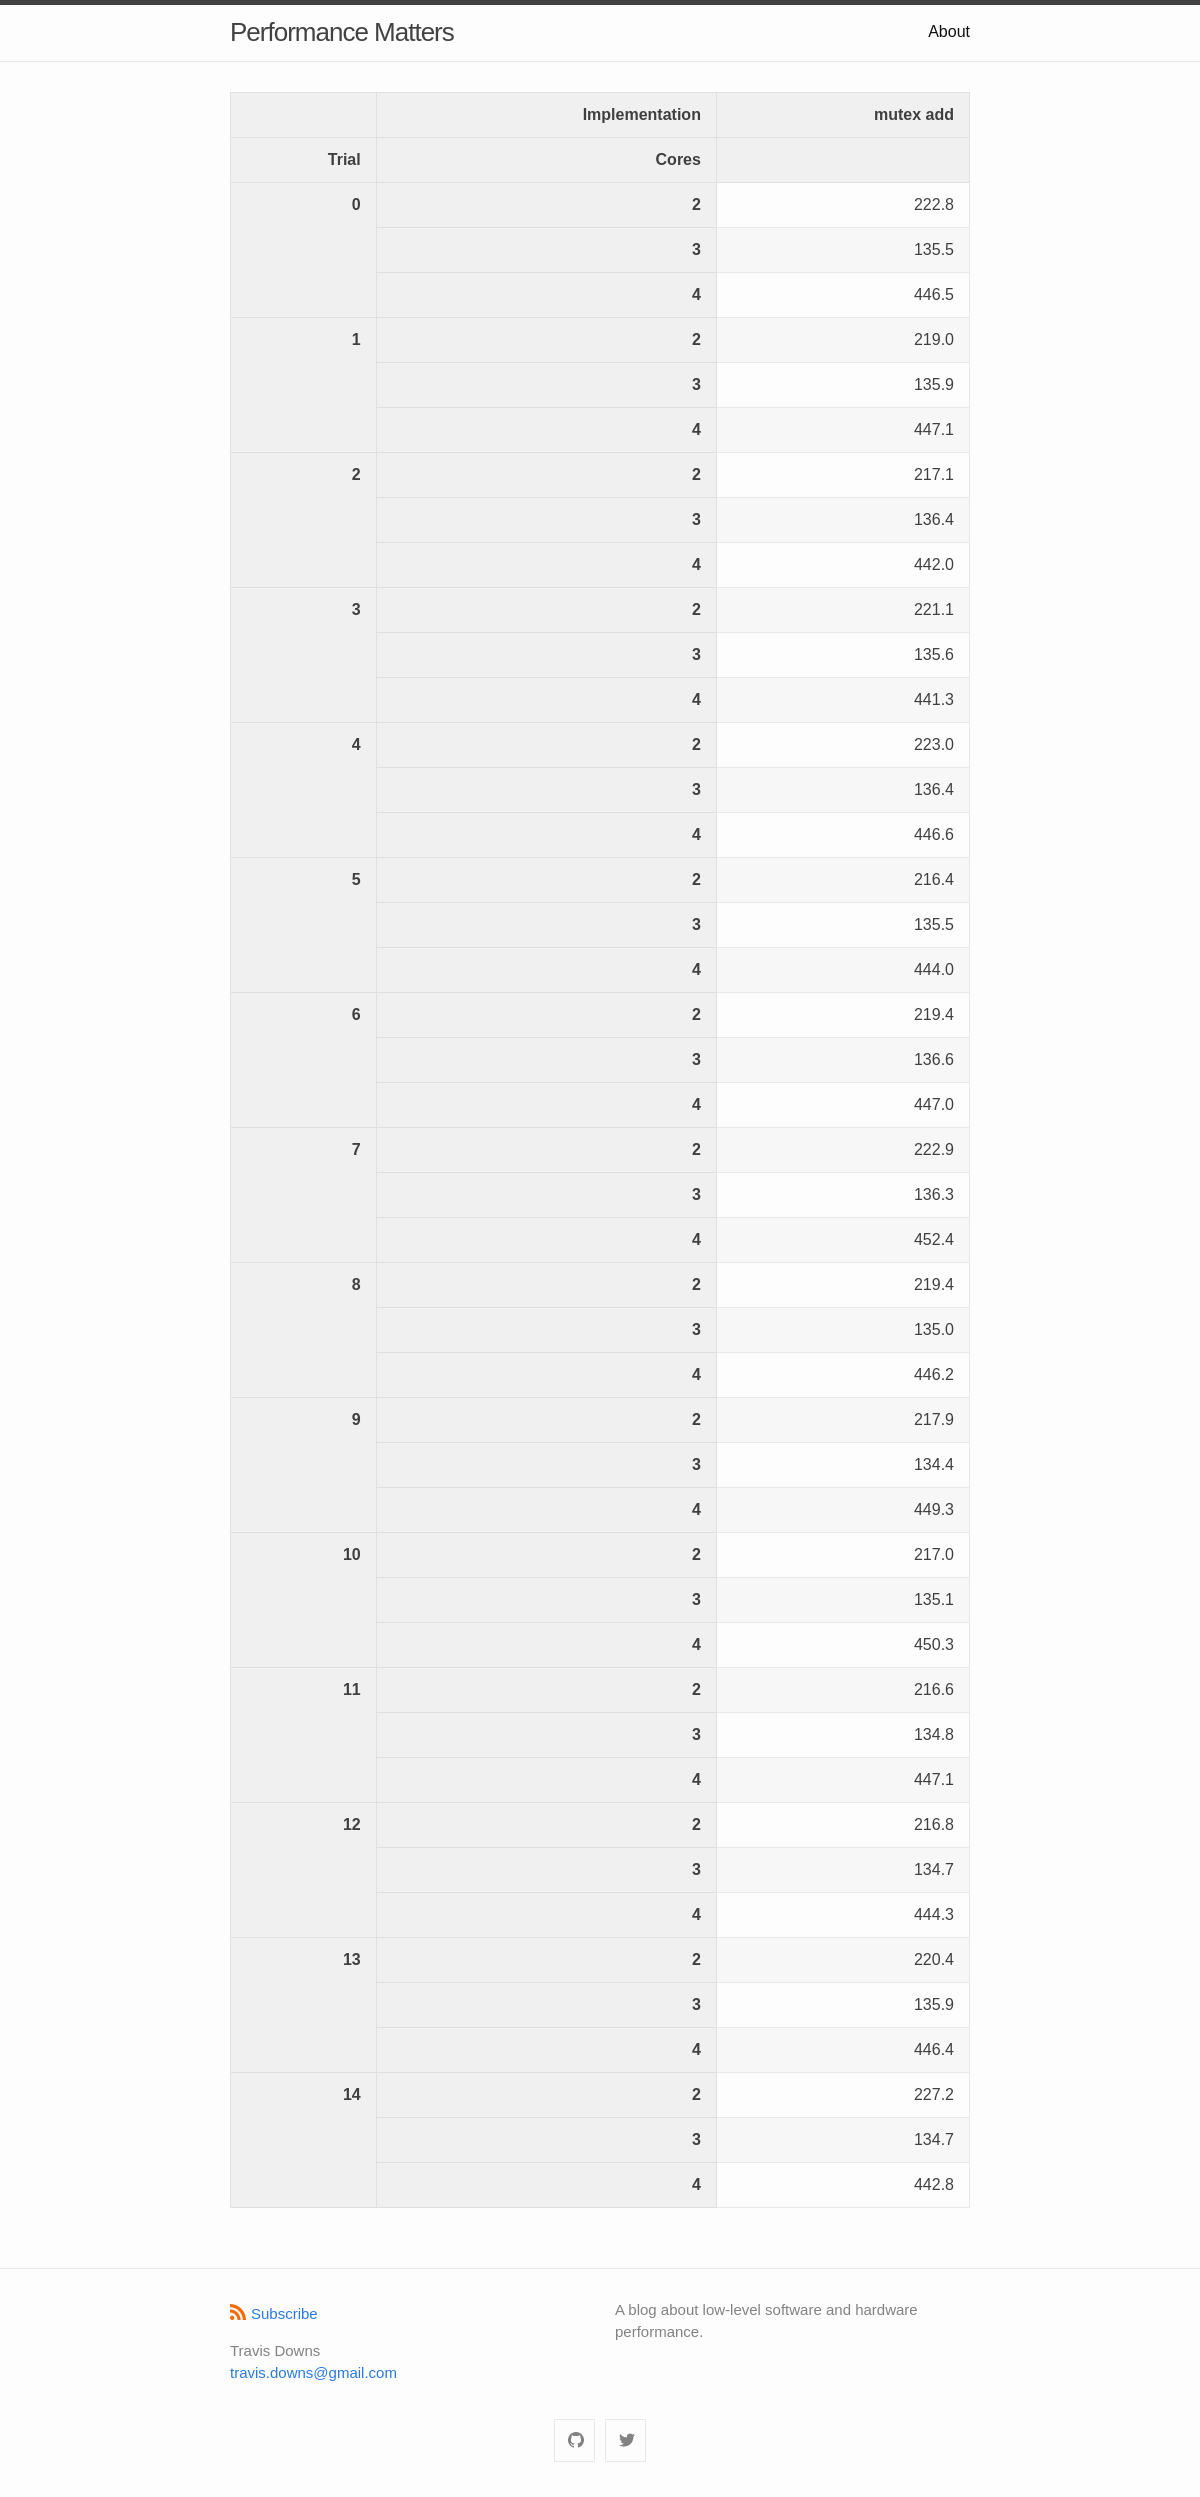 Performance Matters About
Implementation mutex add
Trial Cores
0 2 222.8
3 135.5
4 446.5
1 2 219.0
3 135.9
4 447.1
2 2 217.1
3 136.4
4 442.0
3 2 221.1
3 135.6
4 441.3
4 2 223.0
3 136.4
4 446.6
5 2 216.4
3 135.5
4 444.0
6 2 219.4
3 136.6
4 447.0
7 2 222.9
3 136.3
4 452.4
8 2 219.4
3 135.0
4 446.2
9 2 217.9
3 134.4
4 449.3
10 2 217.0
3 135.1
4 450.3
11 2 216.6
3 134.8
4 447.1
12 2 216.8
3 134.7
4 444.3
13 2 220.4
3 135.9
4 446.4
14 2 227.2
3 134.7
4 442.8
Subscribe
Travis Downs
travis.downs@gmail.com
A blog about low-level software and hardware
performance.